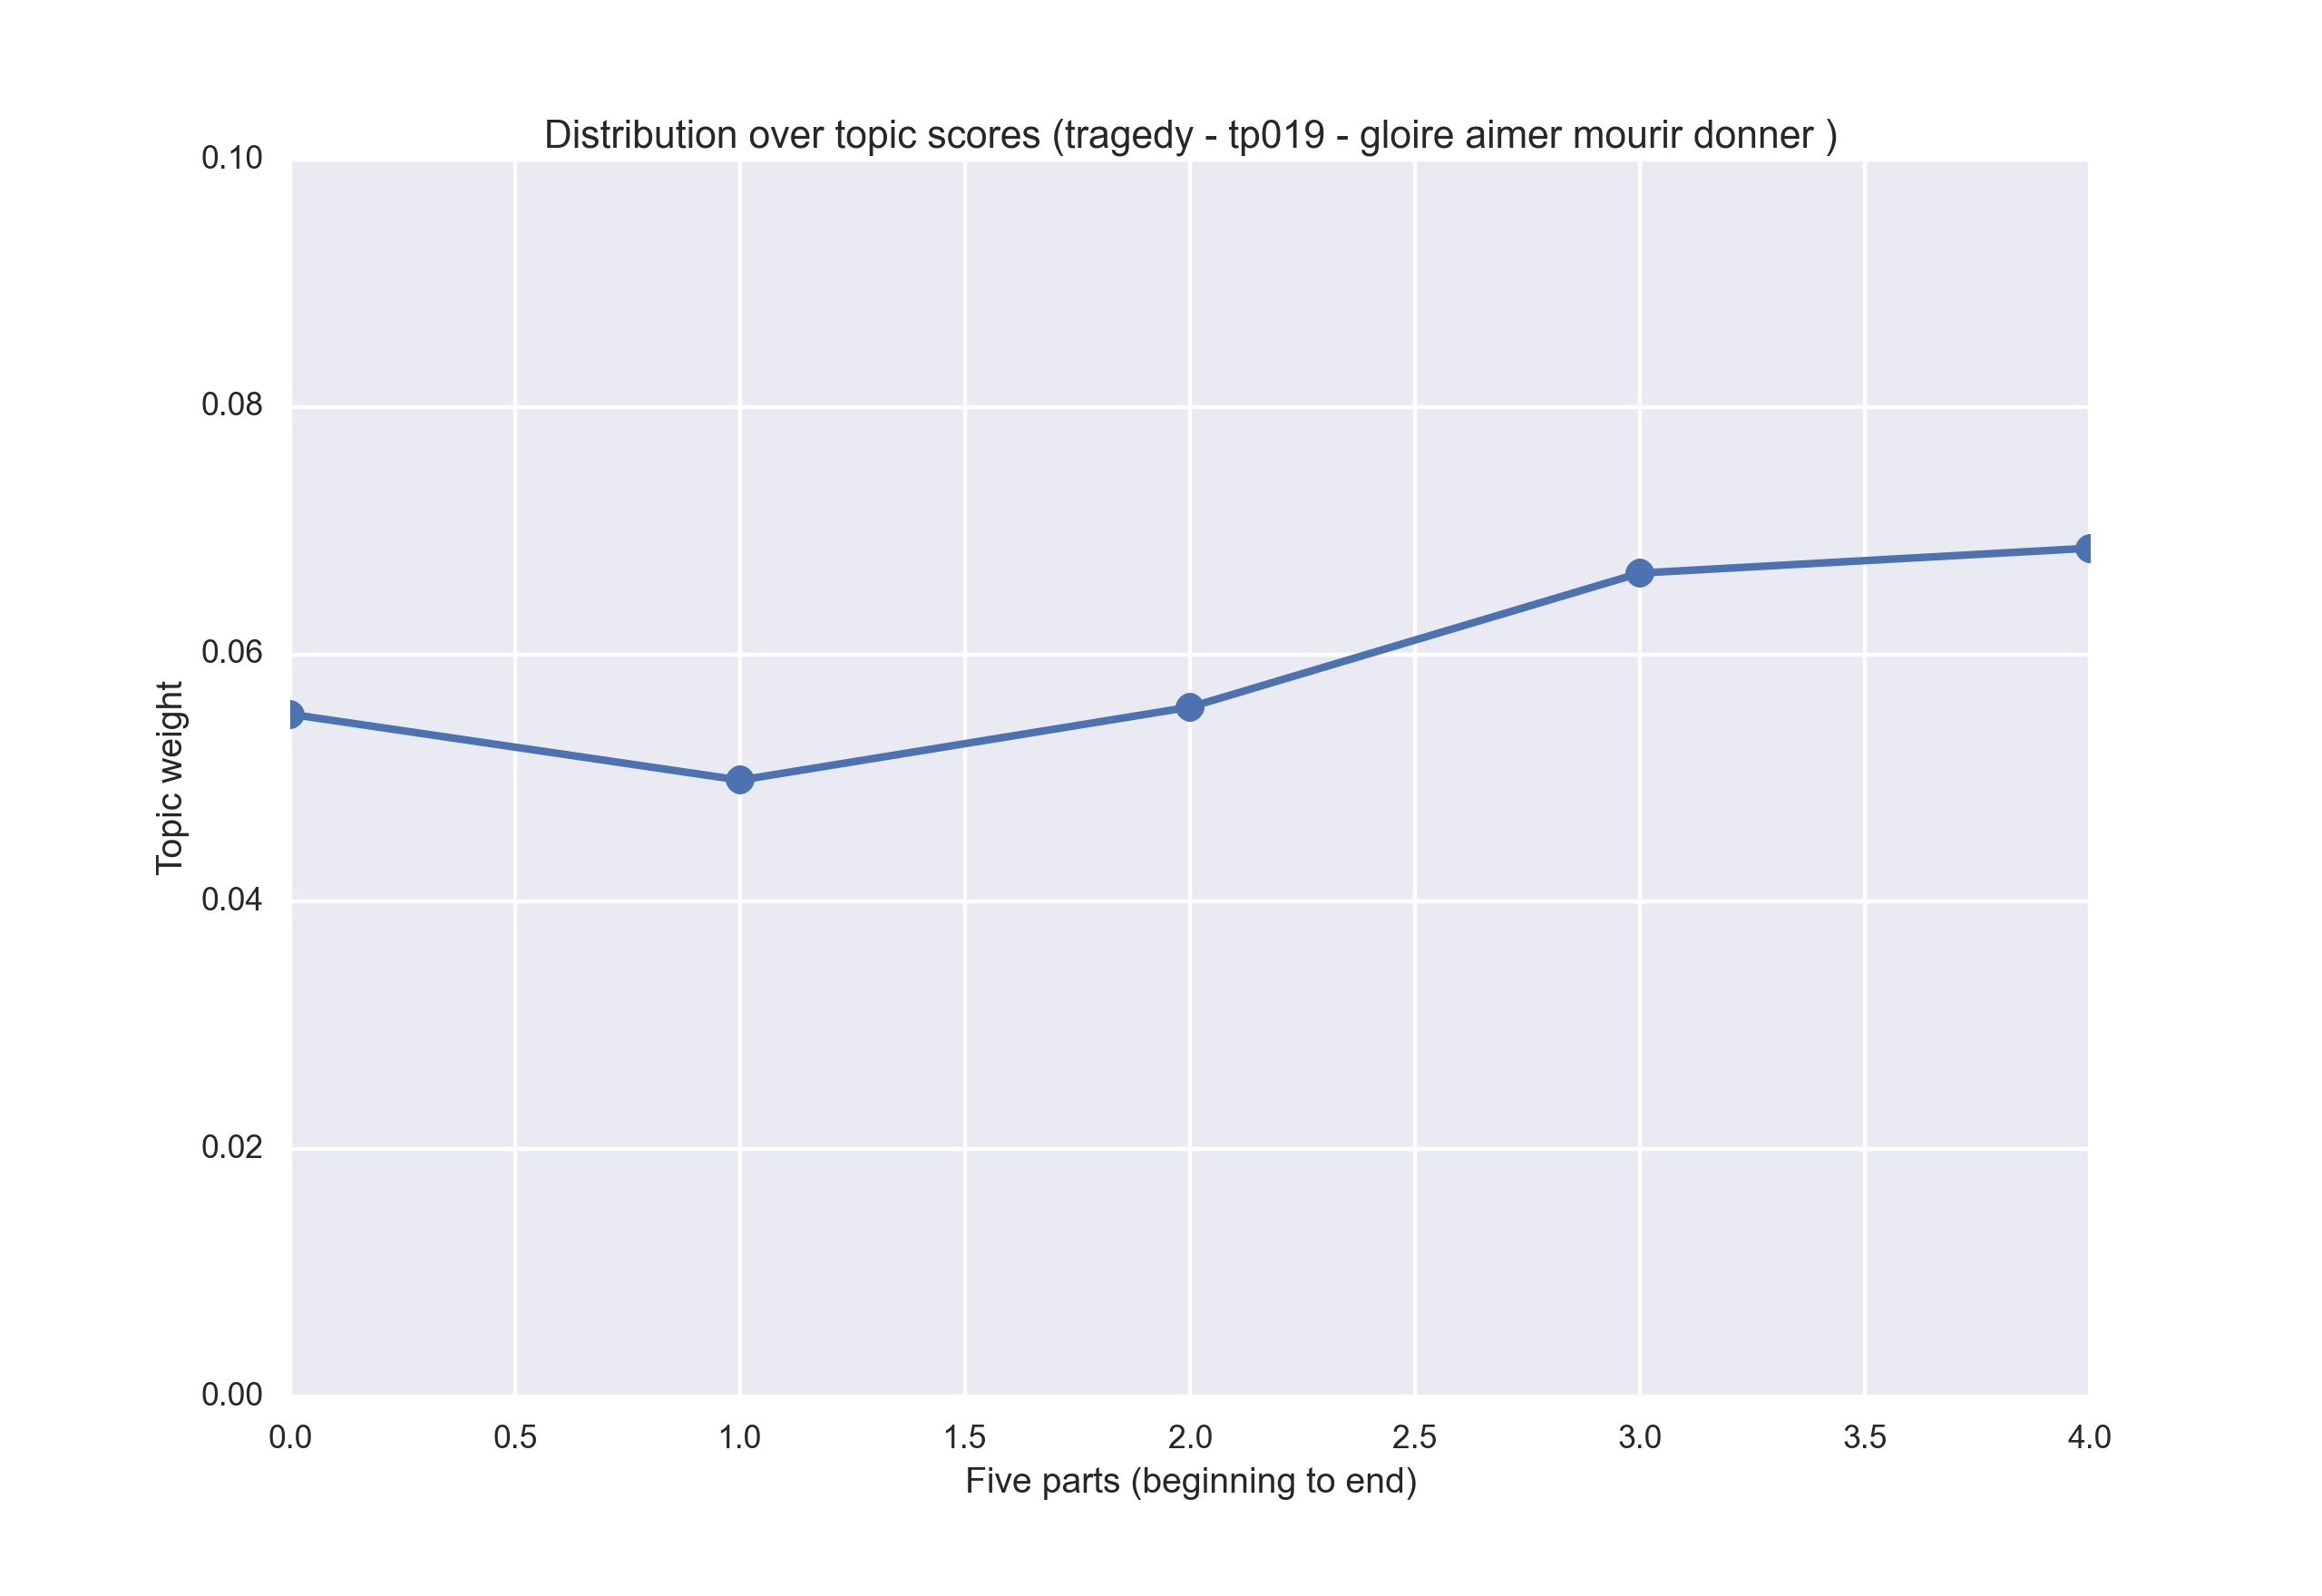 Distribution over topic scores (tragedy - tp019 - gloire aimer mourir donner )
0.10
0.08
0.06
0.04
0.02
0.00
Topic weight
0.0 0.5 1.0 1.5 2.0 2.5 3.0 3.5 4.0
Five parts (beginning to end)